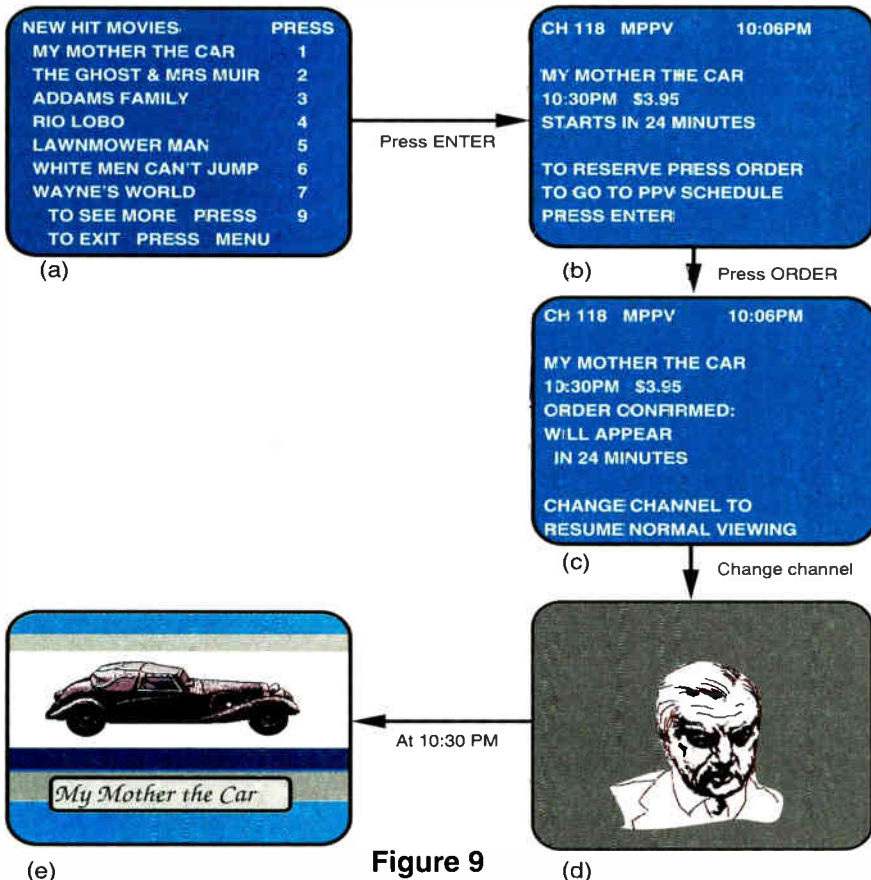 NEW HIT MOVIES PRESS
MY MOTHER THE CAR 1
THE GHOST & MRS MUIR 2
ADDAMS FAMILY 3
RIO LOBO 4
LAWNMOWER MAN 5
WHITE MEN CAN'T JUMP 6
WAYNE'S WORLD 7
TO SEE MORE PRESS 9
TO EXIT PRESS MENU
(a)
Press ENTER
CH 118 MPPV 10:06PM
MY MOTHER THE CAR
10:30PM $3.95
STARTS IN 24 MINUTES
TO RESERVE PRESS ORDER
TO GO TO PPV SCHEDULE
PRESS ENTER
(b)
Press ORDER
CH 118 MPPV 10:06PM
MY MOTHER THE CAR
10:30PM $3.95
ORDER CONFIRMED:
WILL APPEAR
IN 24 MINUTES
CHANGE CHANNEL TO
RESUME NORMAL VIEWING
(c)
Change channel
At 10:30 PM
My Mother the Car
(e)
Figure 9
(d)